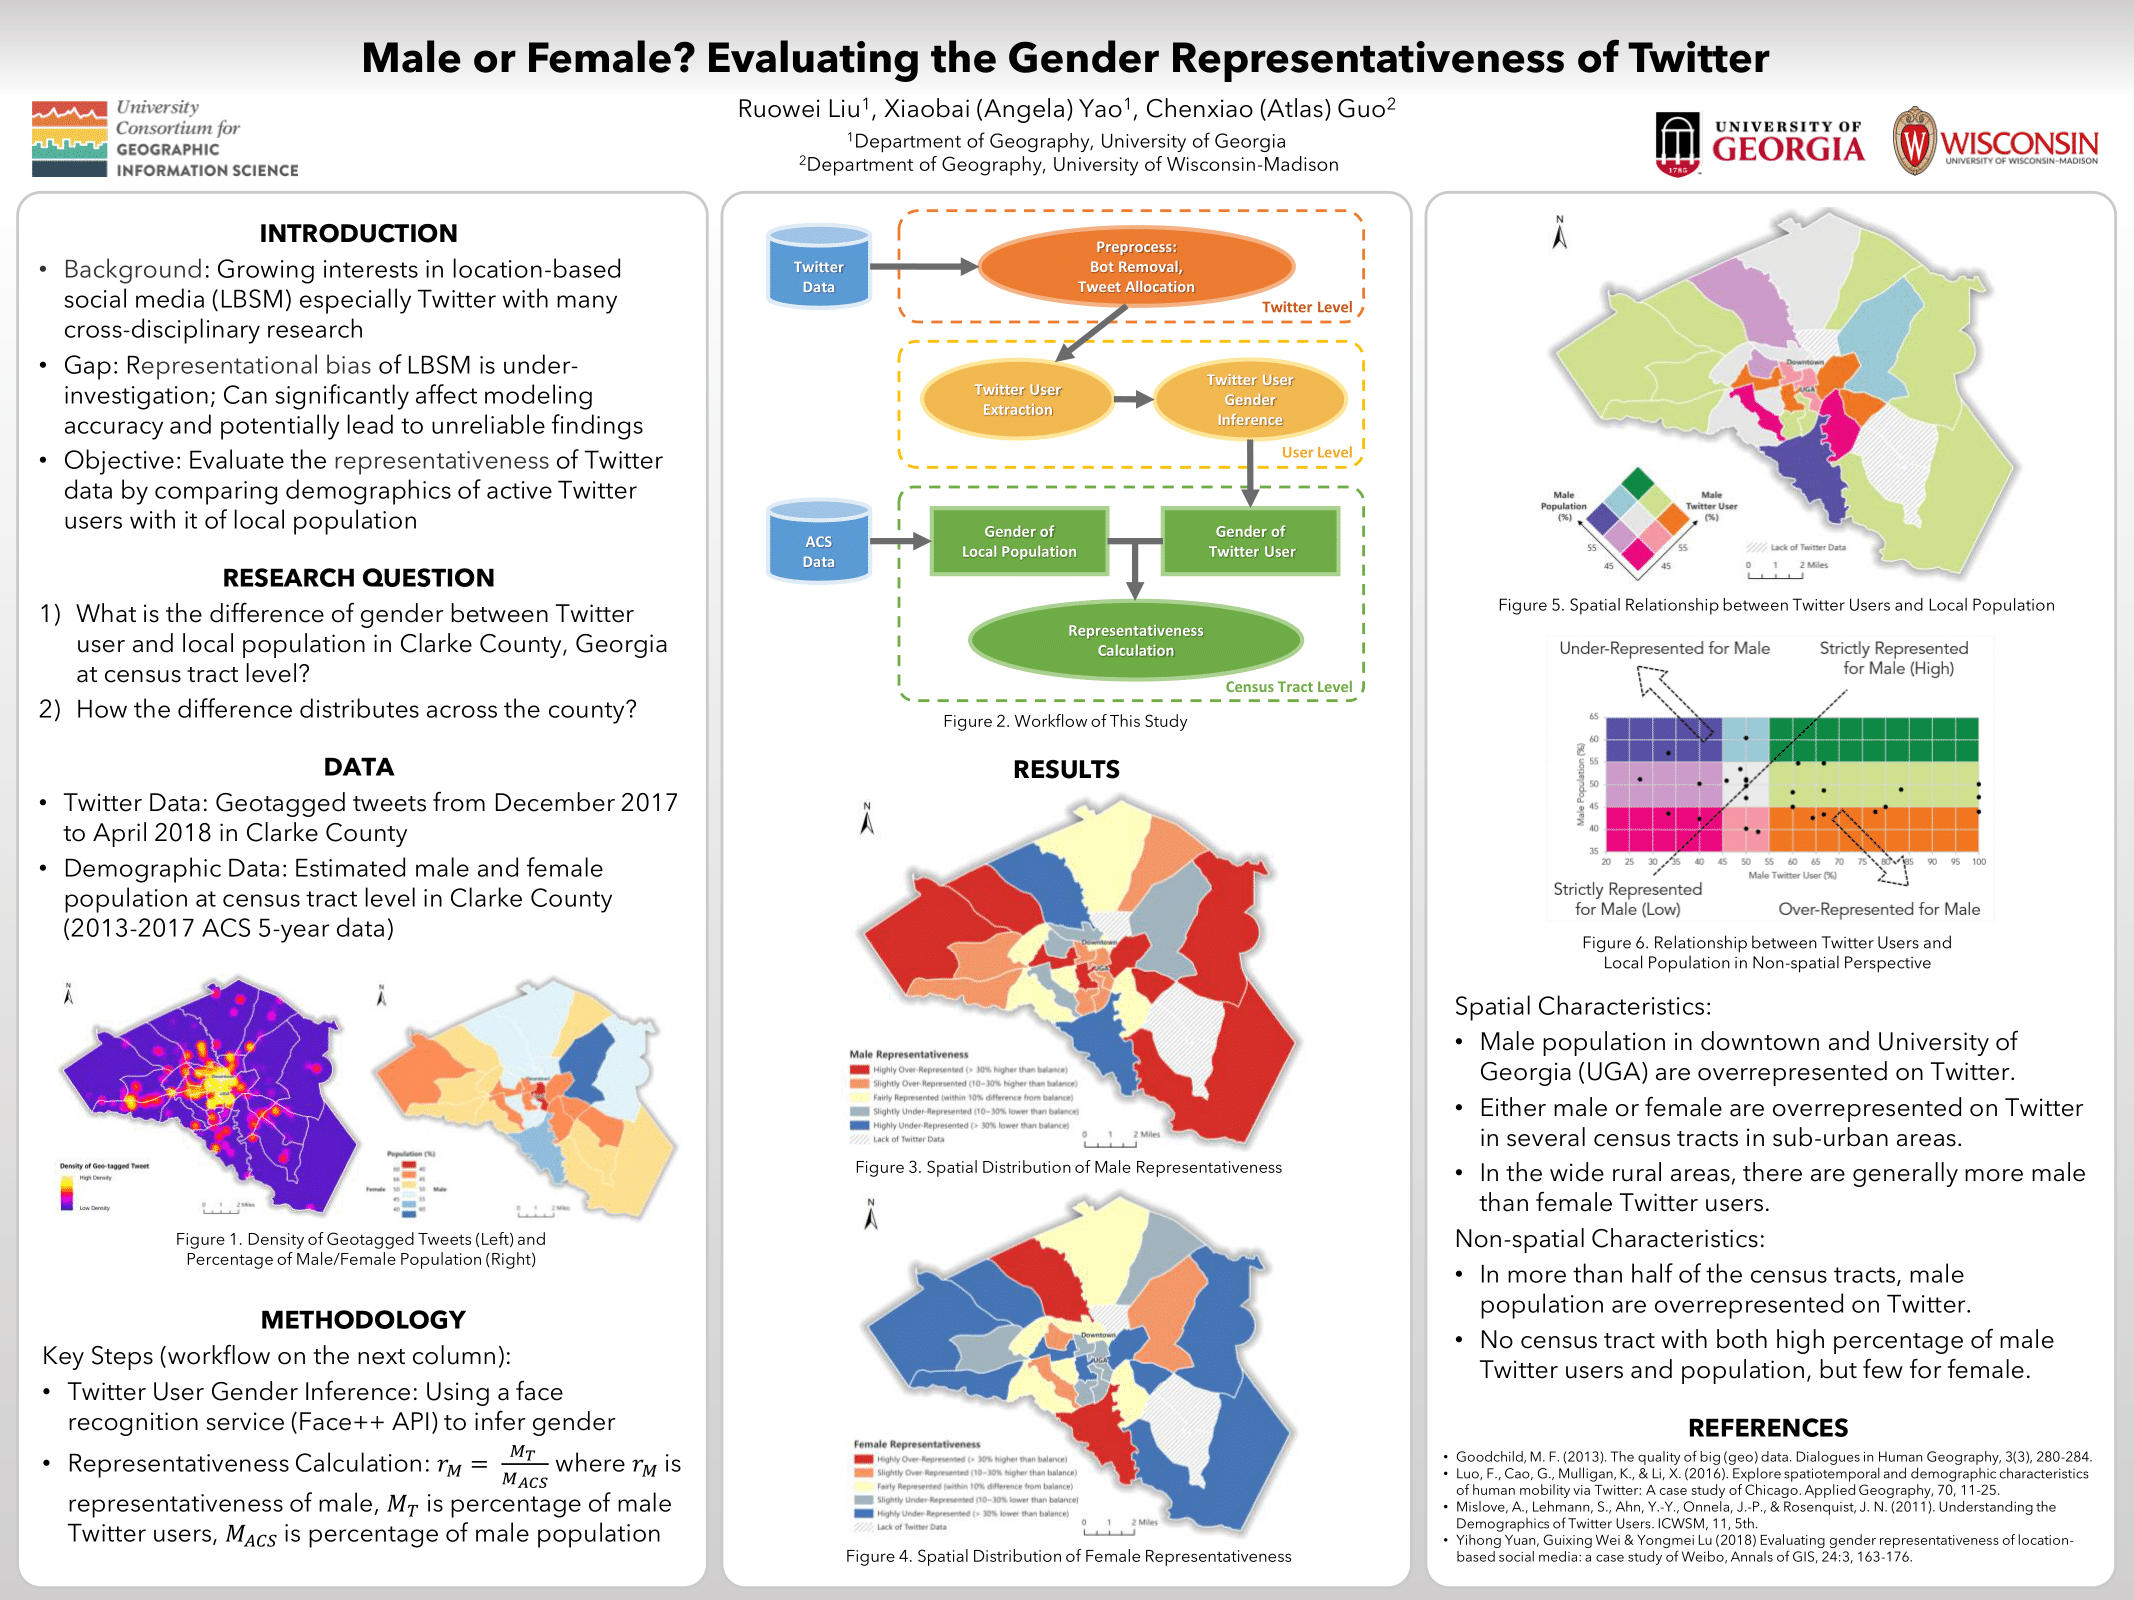 Male or Female? Evaluating the Gender Representativeness of Twitter
University
Consortium for
GEOGRAPHIC
INFORMATION SCIENCE
Ruowei Liu1, Xiaobai (Angela) Yao1, Chenxiao (Atlas) Guo2
1Department of Geography, University of Georgia
2Department of Geography, University of Wisconsin-Madison
1785
UNIVERSITY OF
GEORGIA
W
WISCONSIN
UNIVERSITY OF WISCONSIN-MADISON
INTRODUCTION
• Background: Growing interests in location-based
social media (LBSM) especially Twitter with many
cross-disciplinary research
• Gap: Representational bias of LBSM is under-
investigation; Can significantly affect modeling
accuracy and potentially lead to unreliable findings
• Objective: Evaluate the representativeness of Twitter
data by comparing demographics of active Twitter
users with it of local population
RESEARCH QUESTION
1) What is the difference of gender between Twitter
user and local population in Clarke County, Georgia
at census tract level?
2) How the difference distributes across the county?
DATA
• Twitter Data: Geotagged tweets from December 2017
to April 2018 in Clarke County
• Demographic Data: Estimated male and female
population at census tract level in Clarke County
(2013-2017 ACS 5-year data)
N
Density of Geo-tagged Tweet
High Density
Low Density
0 1 2 Miles
N
Population (%)
Female
Male
0 1 2 Miles
Figure 1. Density of Geotagged Tweets (Left) and
Percentage of Male/Female Population (Right)
METHODOLOGY
Key Steps (workflow on the next column):
• Twitter User Gender Inference: Using a face
recognition service (Face++ API) to infer gender
• Representativeness Calculation: r_M = M_T / M_ACS where r_M is
representativeness of male, M_T is percentage of male
Twitter users, M_ACS is percentage of male population
Twitter
Data
Preprocess:
Bot Removal,
Tweet Allocation
Twitter Level
Twitter User
Extraction
Twitter User
Gender
Inference
User Level
ACS
Data
Gender of
Local Population
Gender of
Twitter User
Representativeness
Calculation
Census Tract Level
Figure 2. Workflow of This Study
RESULTS
N
Downtown
UGA
Male Representativeness
Highly Over-Represented (> 30% higher than balance)
Slightly Over-Represented (10~30% higher than balance)
Fairly Represented (within 10% difference from balance)
Slightly Under-Represented (10~30% lower than balance)
Highly Under-Represented (> 30% lower than balance)
Lack of Twitter Data
0 1 2 Miles
Figure 3. Spatial Distribution of Male Representativeness
N
Downtown
UGA
Female Representativeness
Highly Over-Represented (> 30% higher than balance)
Slightly Over-Represented (10~30% higher than balance)
Fairly Represented (within 10% difference from balance)
Slightly Under-Represented (10~30% lower than balance)
Highly Under-Represented (> 30% lower than balance)
Lack of Twitter Data
0 1 2 Miles
Figure 4. Spatial Distribution of Female Representativeness
N
Downtown
UGA
Male
Population
(%)
Male
Twitter User
(%)
55 55
45 45
Lack of Twitter Data
0 1 2 Miles
Figure 5. Spatial Relationship between Twitter Users and Local Population
Under-Represented for Male
Strictly Represented
for Male (High)
Male Population (%)
65
60
55
50
45
40
35
20 25 30 35 40 45 50 55 60 65 70 75 80 85 90 95 100
Male Twitter User (%)
Strictly Represented
for Male (Low)
Over-Represented for Male
Figure 6. Relationship between Twitter Users and
Local Population in Non-spatial Perspective
Spatial Characteristics:
• Male population in downtown and University of
Georgia (UGA) are overrepresented on Twitter.
• Either male or female are overrepresented on Twitter
in several census tracts in sub-urban areas.
• In the wide rural areas, there are generally more male
than female Twitter users.
Non-spatial Characteristics:
• In more than half of the census tracts, male
population are overrepresented on Twitter.
• No census tract with both high percentage of male
Twitter users and population, but few for female.
REFERENCES
• Goodchild, M. F. (2013). The quality of big (geo) data. Dialogues in Human Geography, 3(3), 280-284.
• Luo, F., Cao, G., Mulligan, K., & Li, X. (2016). Explore spatiotemporal and demographic characteristics
of human mobility via Twitter: A case study of Chicago. Applied Geography, 70, 11-25.
• Mislove, A., Lehmann, S., Ahn, Y.-Y., Onnela, J.-P., & Rosenquist, J. N. (2011). Understanding the
Demographics of Twitter Users. ICWSM, 11, 5th.
• Yihong Yuan, Guixing Wei & Yongmei Lu (2018) Evaluating gender representativeness of location-
based social media: a case study of Weibo, Annals of GIS, 24:3, 163-176.